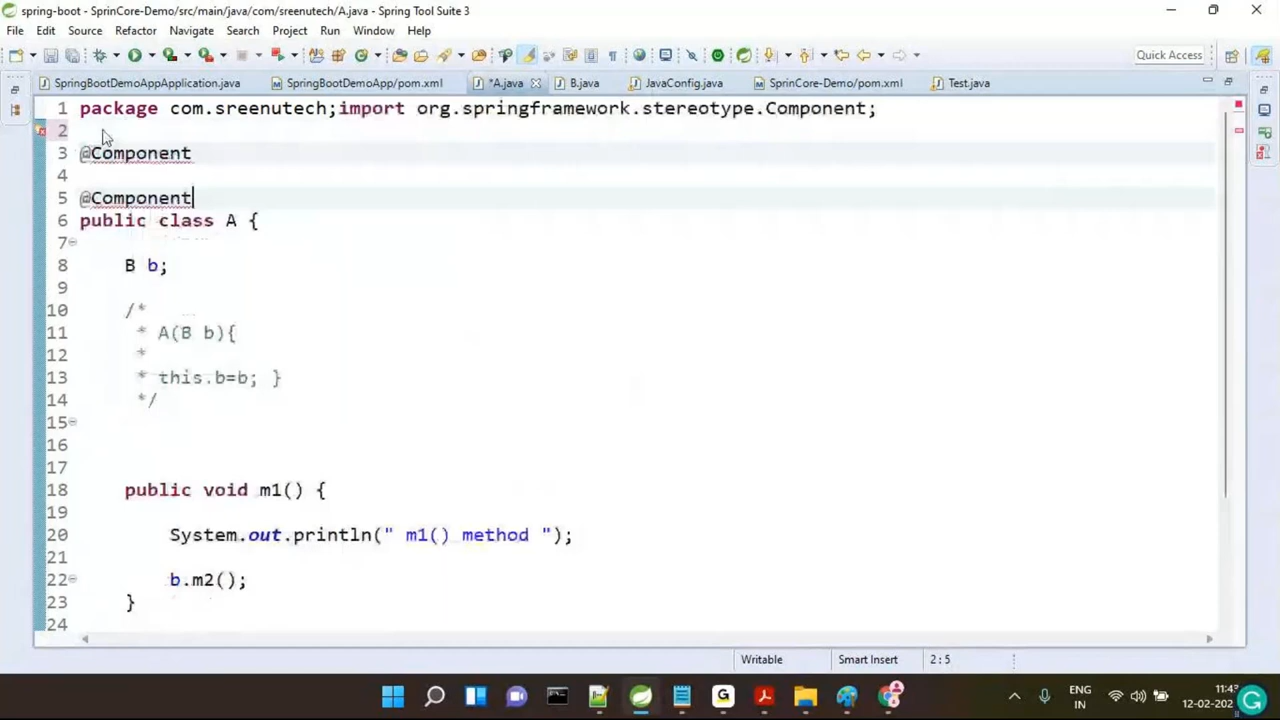 spring-boot - SprinCore-Demo/src/main/java/com/sreenutech/A.java - Spring Tool Suite 3
File Edit Source Refactor Navigate Search Project Run Window Help
Quick Access
SpringBootDemoAppApplication.java SpringBootDemoApp/pom.xml *A.java B.java JavaConfig.java SprinCore-Demo/pom.xml Test.java
1 package com.sreenutech;import org.springframework.stereotype.Component;
2
3 @Component
4
5 @Component
6 public class A {
7
8 B b;
9
10 /*
11 * A(B b){
12 *
13 * this.b=b; }
14 */
15
16
17
18 public void m1() {
19
20 System.out.println(" m1() method ");
21
22 b.m2();
23 }
24
Writable Smart Insert 2:5
ENG
IN
12-02-202